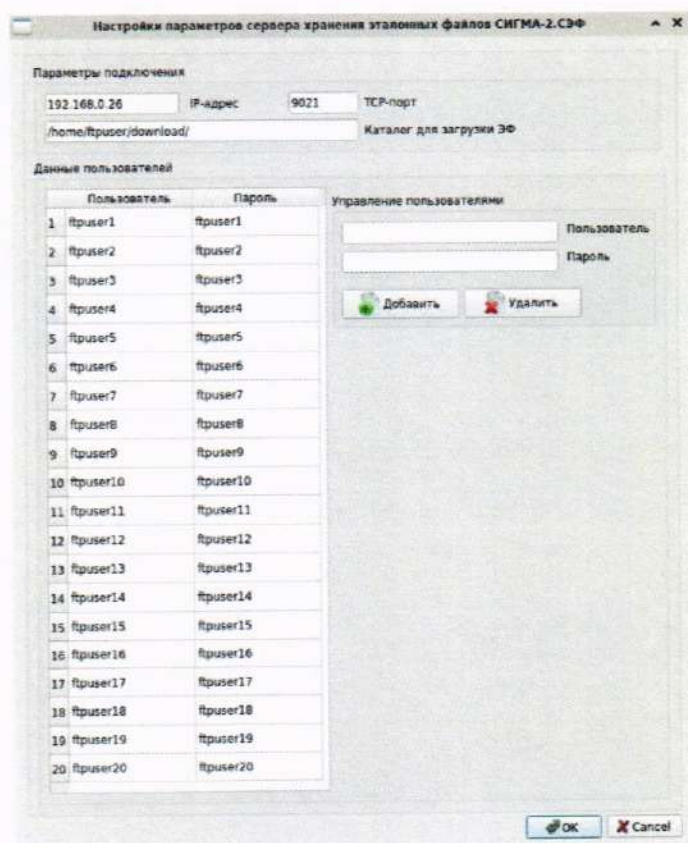 Настройки параметров сервера хранения эталонных файлов СИГМА-2.СЭФ
Параметры подключения
192.168.0.26 IP-адрес 9021 TCP-порт
/home/ftpuser/download/ Каталог для загрузки ЭФ
Данные пользователей
Пользователь Пароль
1 ftpuser1 ftpuser1
2 ftpuser2 ftpuser2
3 ftpuser3 ftpuser3
4 ftpuser4 ftpuser4
5 ftpuser5 ftpuser5
6 ftpuser6 ftpuser6
7 ftpuser7 ftpuser7
8 ftpuser8 ftpuser8
9 ftpuser9 ftpuser9
10 ftpuser10 ftpuser10
11 ftpuser11 ftpuser11
12 ftpuser12 ftpuser12
13 ftpuser13 ftpuser13
14 ftpuser14 ftpuser14
15 ftpuser15 ftpuser15
16 ftpuser16 ftpuser16
17 ftpuser17 ftpuser17
18 ftpuser18 ftpuser18
19 ftpuser19 ftpuser19
20 ftpuser20 ftpuser20
Управление пользователями
Пользователь
Пароль
Добавить Удалить
OK Cancel